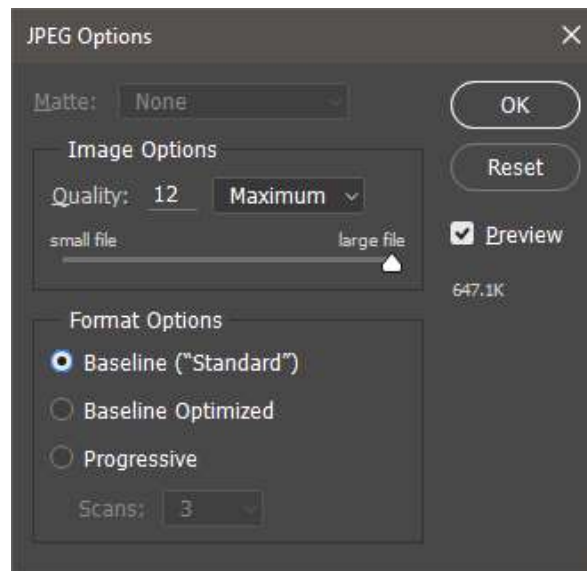 JPEG Options
Matte: None
OK
Image Options
Reset
Quality: 12 Maximum
small file large file
Preview
647.1K
Format Options
Baseline (“Standard”)
Baseline Optimized
Progressive
Scans: 3